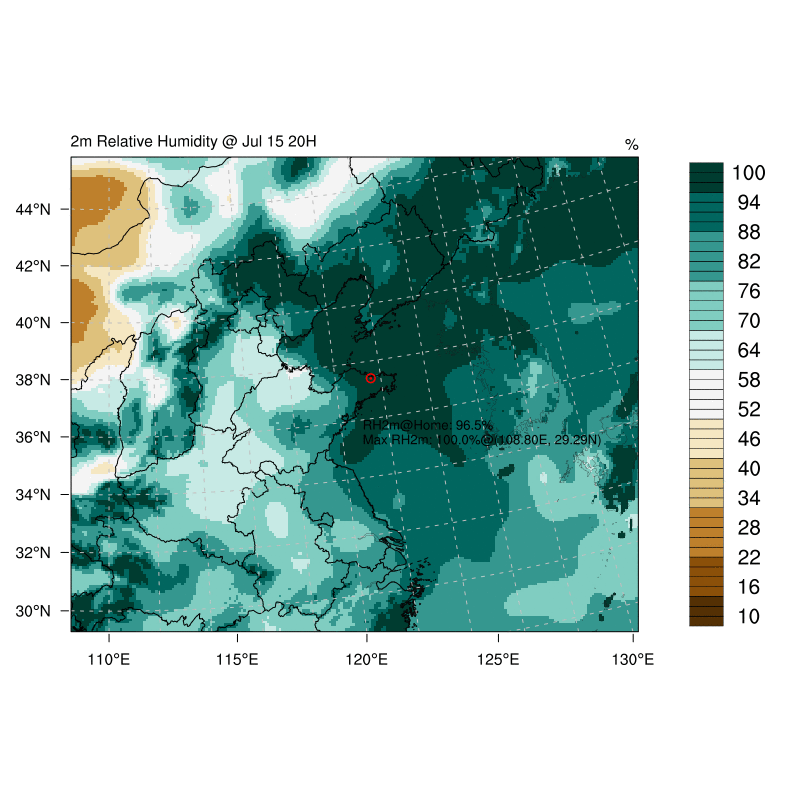 2m Relative Humidity @ Jul 15 20H
%
44°N
42°N
40°N
38°N
36°N
34°N
32°N
30°N
110°E
115°E
120°E
125°E
130°E
RH2m@Home: 96.5%
Max RH2m: 100.0%@(108.80E, 29.29N)
100
94
88
82
76
70
64
58
52
46
40
34
28
22
16
10